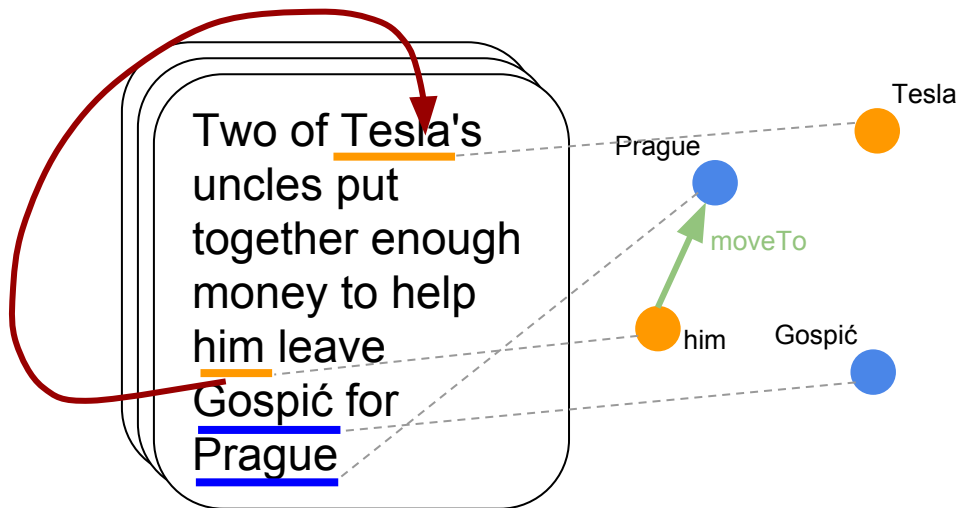 Two of Tesla's
uncles put
together enough
money to help
him leave
Gospić for
Prague
Tesla
Prague
moveTo
him
Gospić